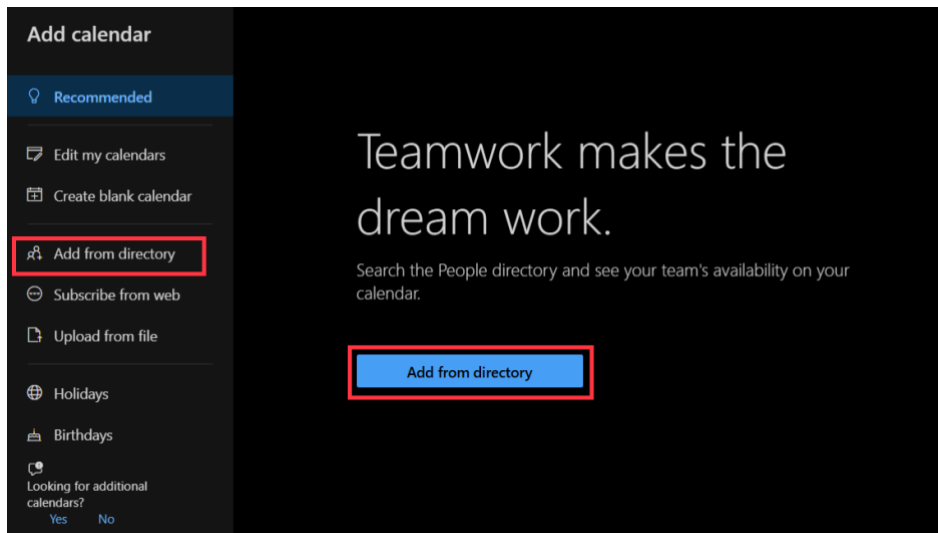 Add calendar
Recommended
Edit my calendars
Create blank calendar
Add from directory
Subscribe from web
Upload from file
Holidays
Birthdays
Looking for additional
calendars?
Yes No
Teamwork makes the
dream work.
Search the People directory and see your team's availability on your
calendar.
Add from directory